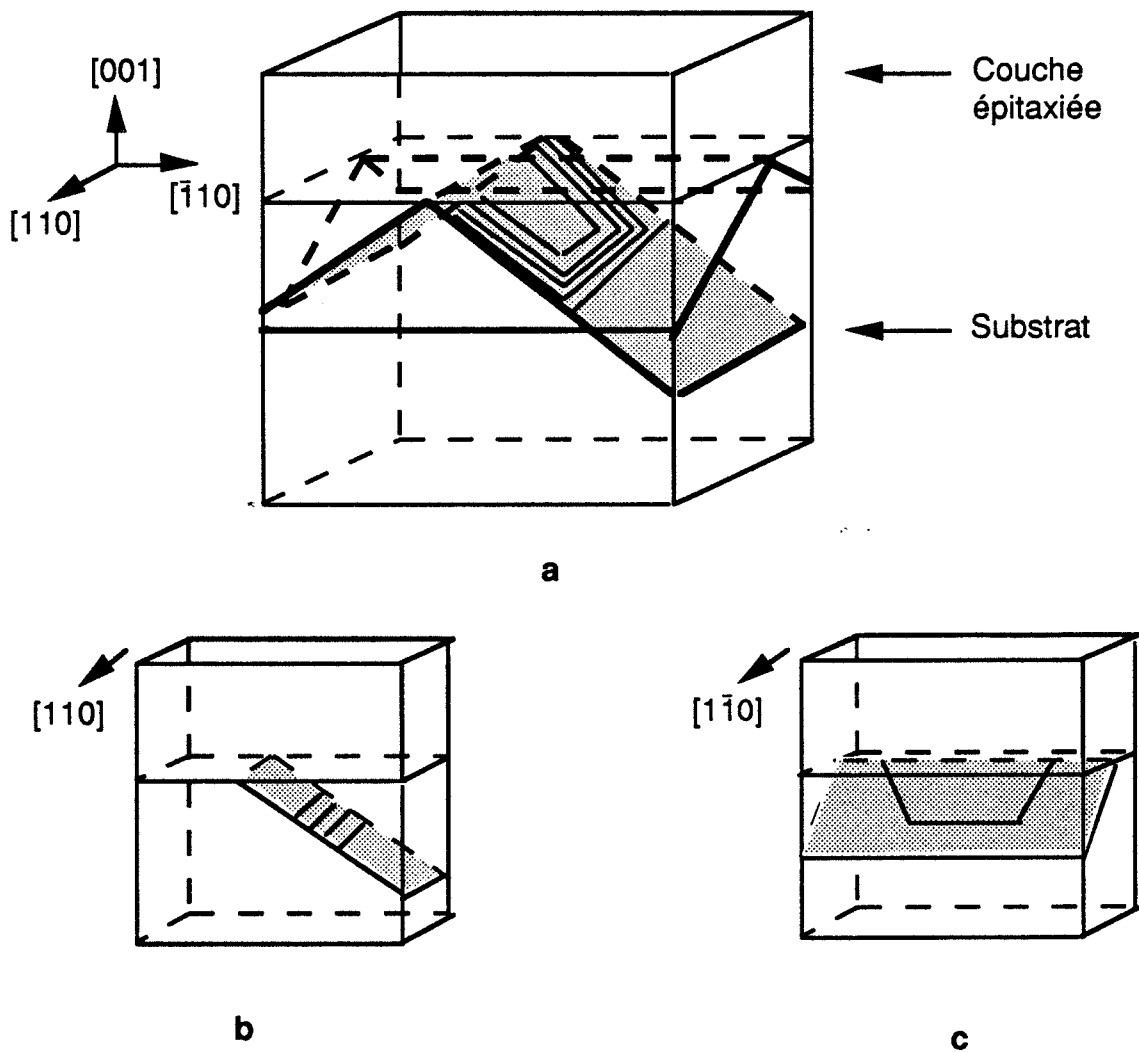 [001]
[110]
[1̄10]
Couche
épitaxiée
Substrat
a
[110]
[11̄0]
b
c